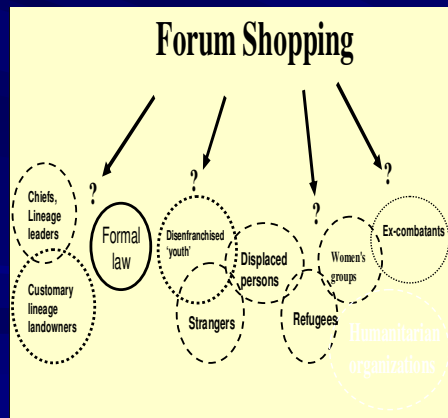 Forum Shopping
?
?
?
?
Chiefs,
Lineage
leaders
Formal
law
Disenfranchised
'youth'
Ex-combatants
Displaced
persons
Women's
groups
Customary
lineage
landowners
Strangers
Refugees
Humanitarian
organizations